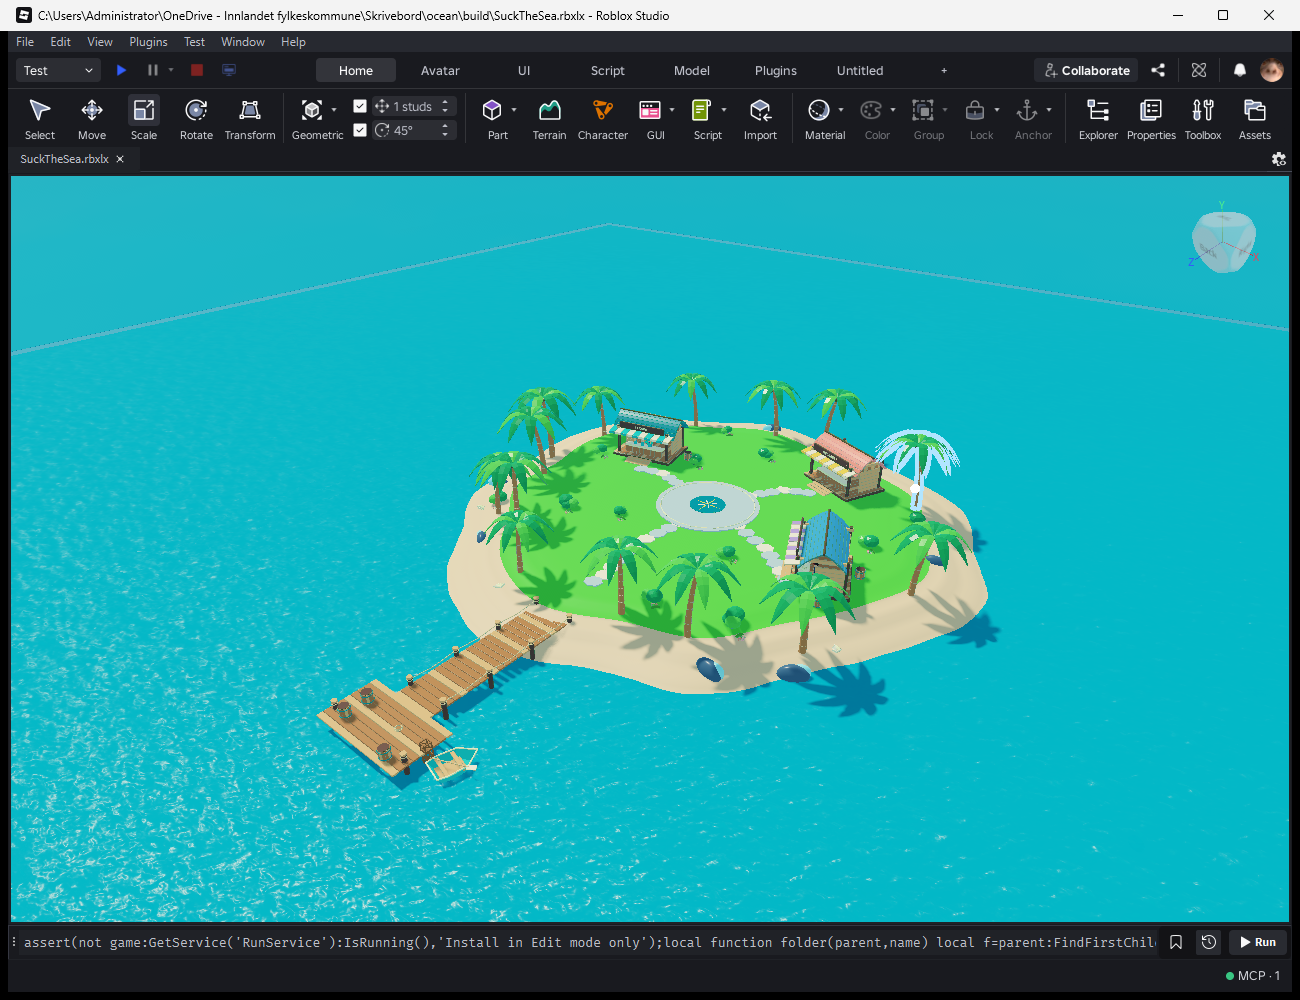 C:\Users\Administrator\OneDrive - Innlandet fylkeskommune\Skrivebord\ocean\build\SuckTheSea.rbxlx - Roblox Studio
File Edit View Plugins Test Window Help
Test Home Avatar UI Script Model Plugins Untitled + Collaborate
Select Move Scale Rotate Transform Geometric 1 studs 45° Part Terrain Character GUI Script Import Material Color Group Lock Anchor Explorer Properties Toolbox Assets
SuckTheSea.rbxlx
Y
Z X
assert(not game:GetService('RunService'):IsRunning(),'Install in Edit mode only');local function folder(parent,name) local f=parent:FindFirstChil
Run
MCP · 1